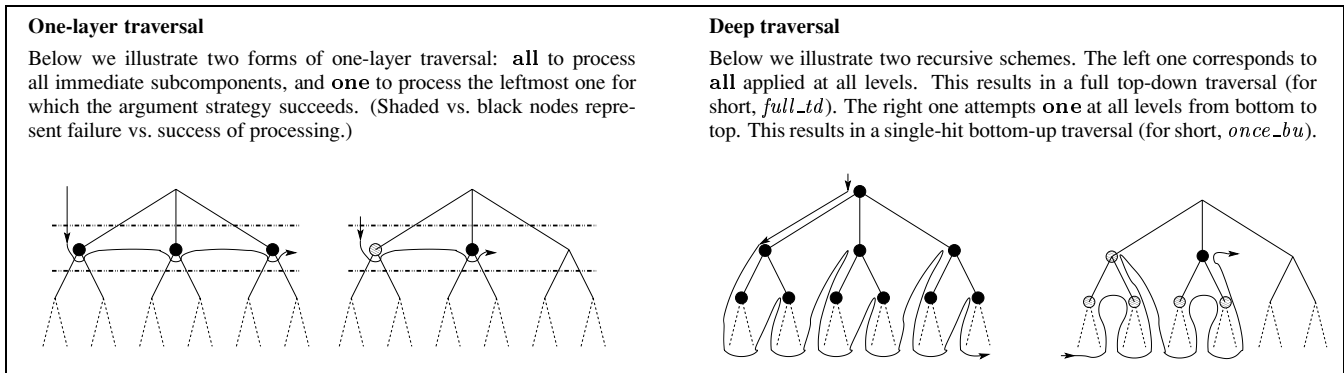 One-layer traversal
Below we illustrate two forms of one-layer traversal: all to process
all immediate subcomponents, and one to process the leftmost one for
which the argument strategy succeeds. (Shaded vs. black nodes repre-
sent failure vs. success of processing.)
Deep traversal
Below we illustrate two recursive schemes. The left one corresponds to
all applied at all levels. This results in a full top-down traversal (for
short, full_td). The right one attempts one at all levels from bottom to
top. This results in a single-hit bottom-up traversal (for short, once_bu).